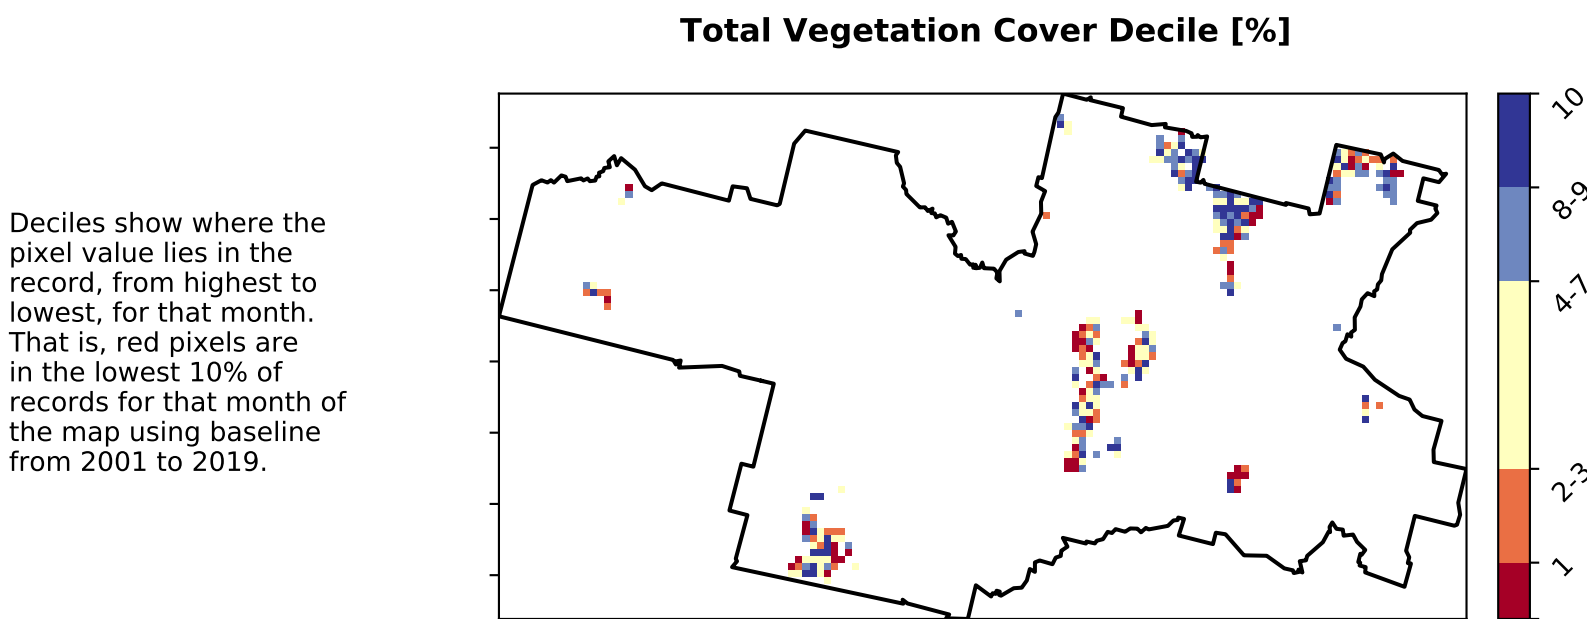 Total Vegetation Cover Decile [%]
Deciles show where the
pixel value lies in the
record, from highest to
lowest, for that month.
That is, red pixels are
in the lowest 10% of
records for that month of
the map using baseline
from 2001 to 2019.
10
8-9
4-7
2-3
1